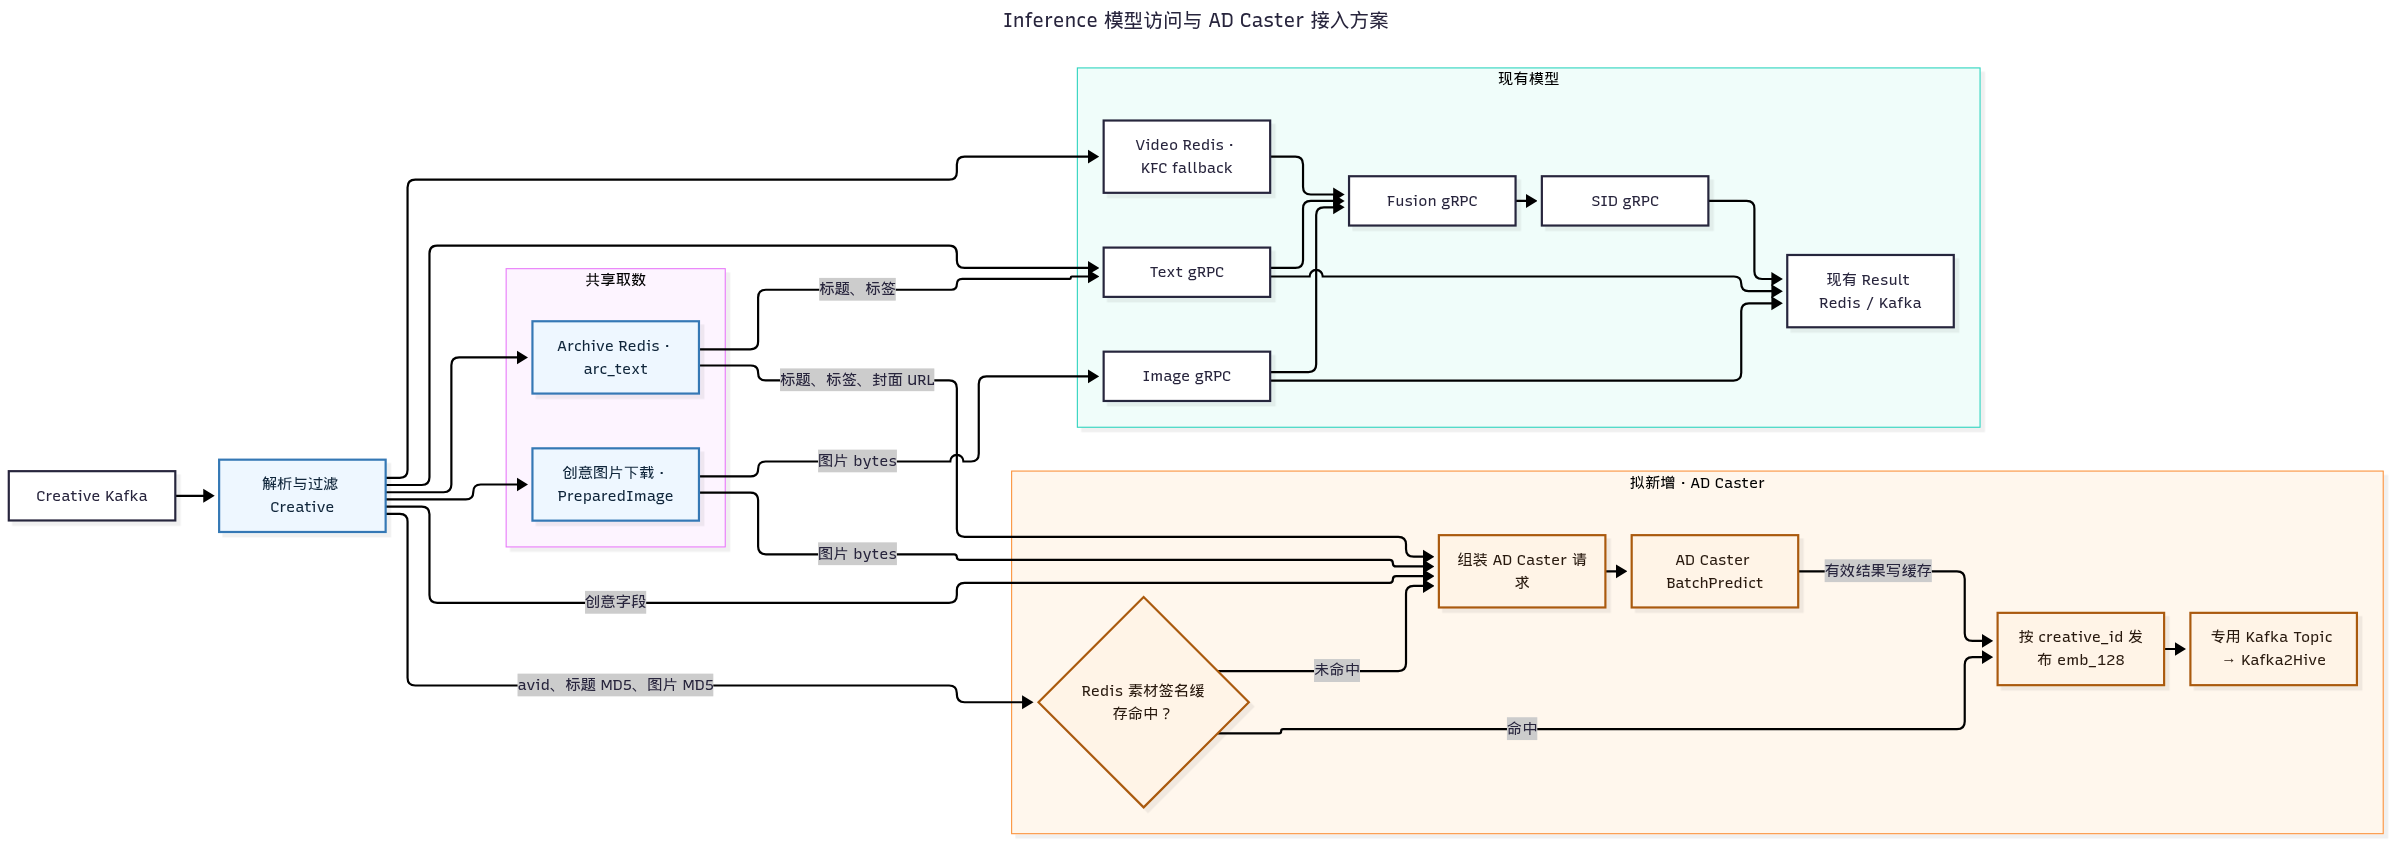 Inference 模型访问与 AD Caster 接入方案
现有模型
Video Redis ·
KFC fallback
Fusion gRPC
SID gRPC
Text gRPC
现有 Result
Redis / Kafka
Image gRPC
共享取数
Archive Redis ·
arc_text
创意图片下载 ·
PreparedImage
标题、标签
标题、标签、封面 URL
图片 bytes
图片 bytes
Creative Kafka
解析与过滤
Creative
创意字段
avid、标题 MD5、图片 MD5
拟新增 · AD Caster
组装 AD Caster 请
求
AD Caster
BatchPredict
有效结果写缓存
按 creative_id 发
布 emb_128
专用 Kafka Topic
→ Kafka2Hive
Redis 素材签名缓
存命中？
未命中
命中